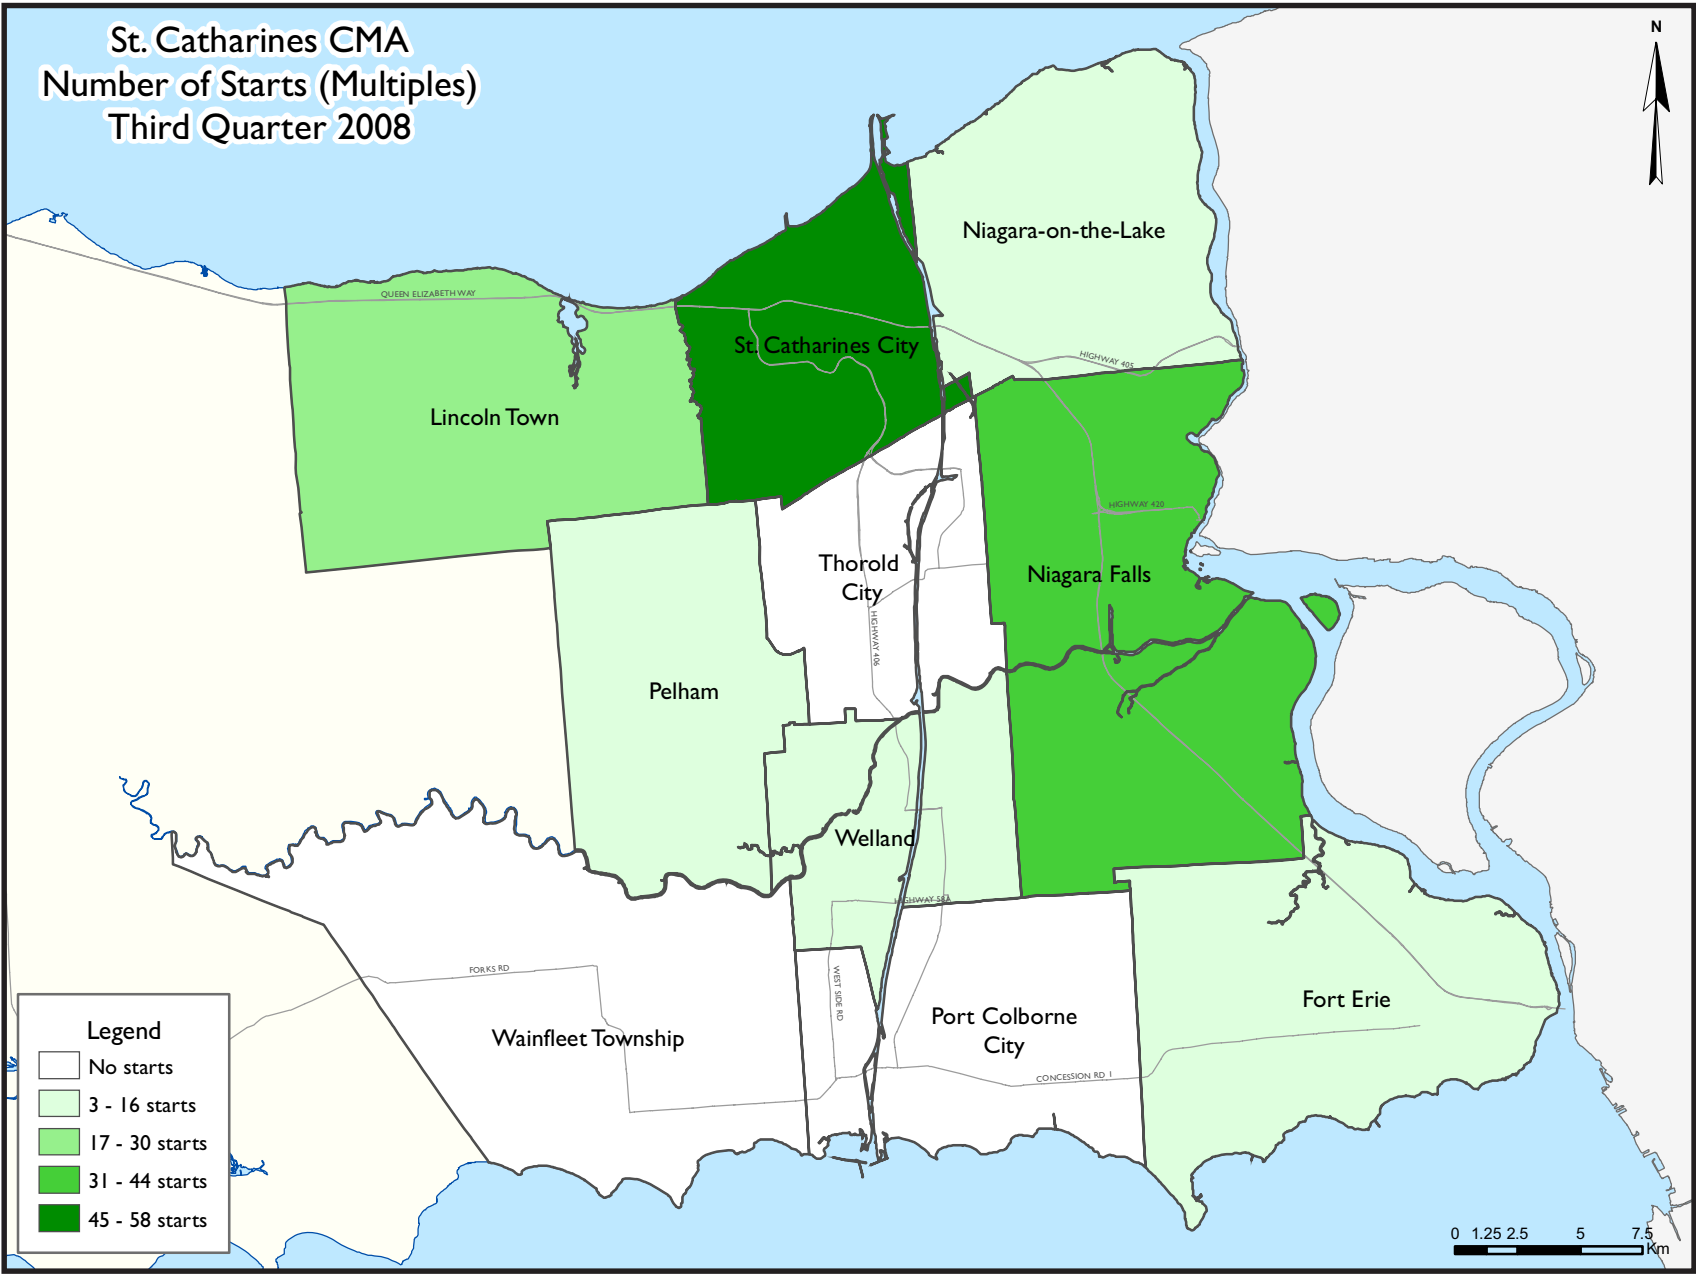 St. Catharines CMA
Number of Starts (Multiples)
Third Quarter 2008
N
Niagara-on-the-Lake
QUEEN ELIZABETH WAY
St. Catharines City
HIGHWAY 405
Lincoln Town
HIGHWAY 420
Thorold
City
Niagara Falls
HIGHWAY 406
Pelham
Welland
HIGHWAY 58A
FORKS RD
WEST SIDE RD
Fort Erie
Port Colborne
City
Wainfleet Township
CONCESSION RD 1
Legend
No starts
3 - 16 starts
17 - 30 starts
31 - 44 starts
45 - 58 starts
0 1.25 2.5 5 7.5
Km